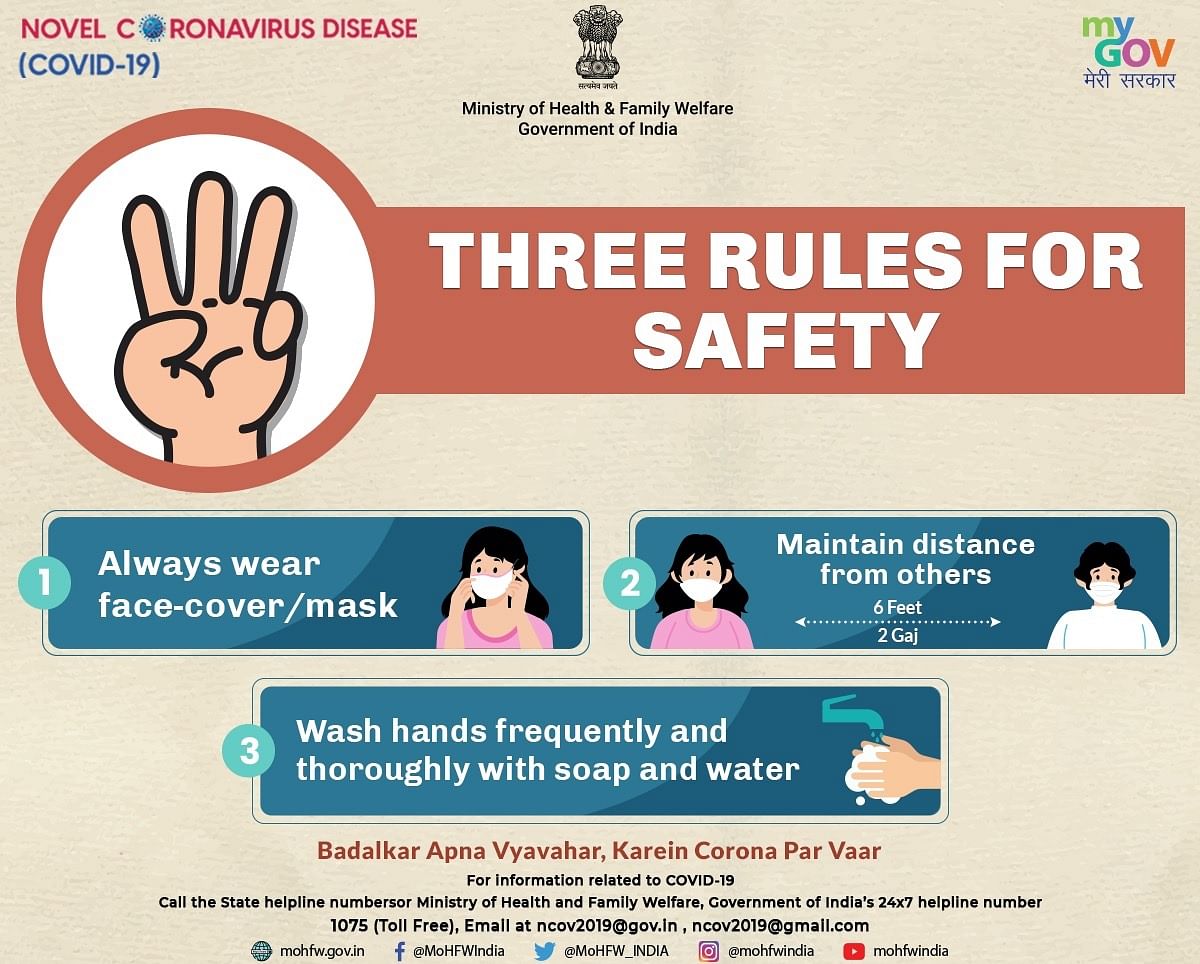 NOVEL CORONAVIRUS DISEASE
(COVID-19)
सत्यमेव जयते
Ministry of Health & Family Welfare
Government of India
my
GOV
मेरी सरकार
THREE RULES FOR
SAFETY
1
Always wear
face-cover/mask
2
Maintain distance
from others
6 Feet
2 Gaj
3
Wash hands frequently and
thoroughly with soap and water
Badalkar Apna Vyavahar, Karein Corona Par Vaar
For information related to COVID-19
Call the State helpline numbersor Ministry of Health and Family Welfare, Government of India's 24x7 helpline number
1075 (Toll Free), Email at ncov2019@gov.in , ncov2019@gmail.com
mohfw.gov.in @MoHFWIndia @MoHFW_INDIA @mohfwindia mohfwindia